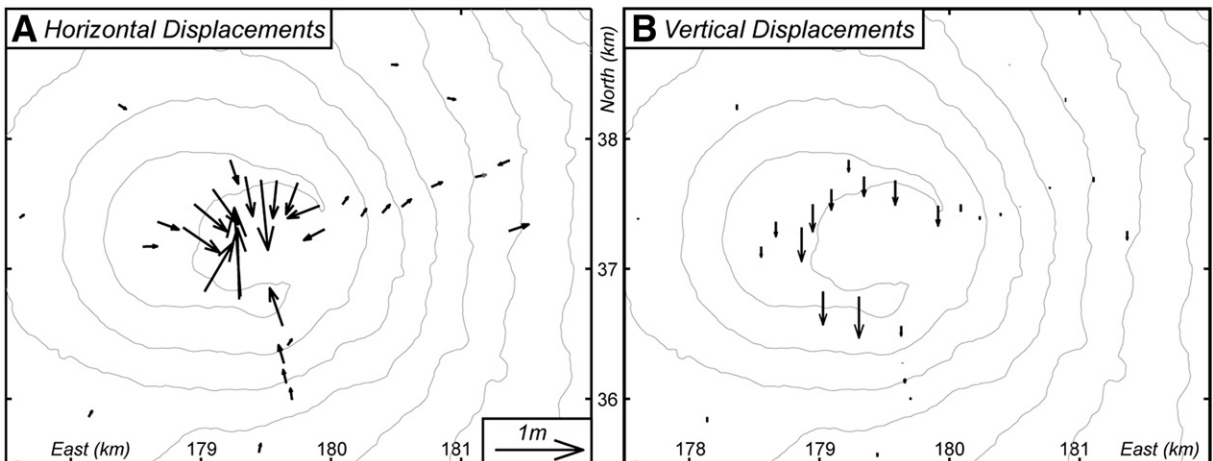 A Horizontal Displacements
B Vertical Displacements
North (km)
38
37
36
1m
East (km)
179
180
181
178
179
180
181
East (km)